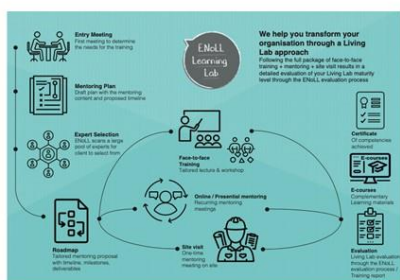 Entry Meeting
First meeting to determine
the needs for the training
Mentoring Plan
Draft plan with the mentoring
content and proposed timeline
Expert Selection
ENoLL scans a large
pool of experts for
client to select from
Roadmap
Tailored mentoring proposal
with timeline, milestones,
deliverables
ENoLL
Learning
Lab
Face-to-face
Training
Tailored lecture & workshop
Online / Presential mentoring
Recurring mentoring
meetings
Site visit
One-time
mentoring
meeting on site
We help you transform your
organisation through a Living
Lab approach
Following the full package of face-to-face
training + mentoring + site visit results in a
detailed evaluation of your Living Lab maturity
level through the ENoLL evaluation process
Certificate
Of competences
achieved
E-courses
E-courses
Complementary
Learning materials
Evaluation
Living Lab evaluation
through the ENoLL
evaluation process /
Training report